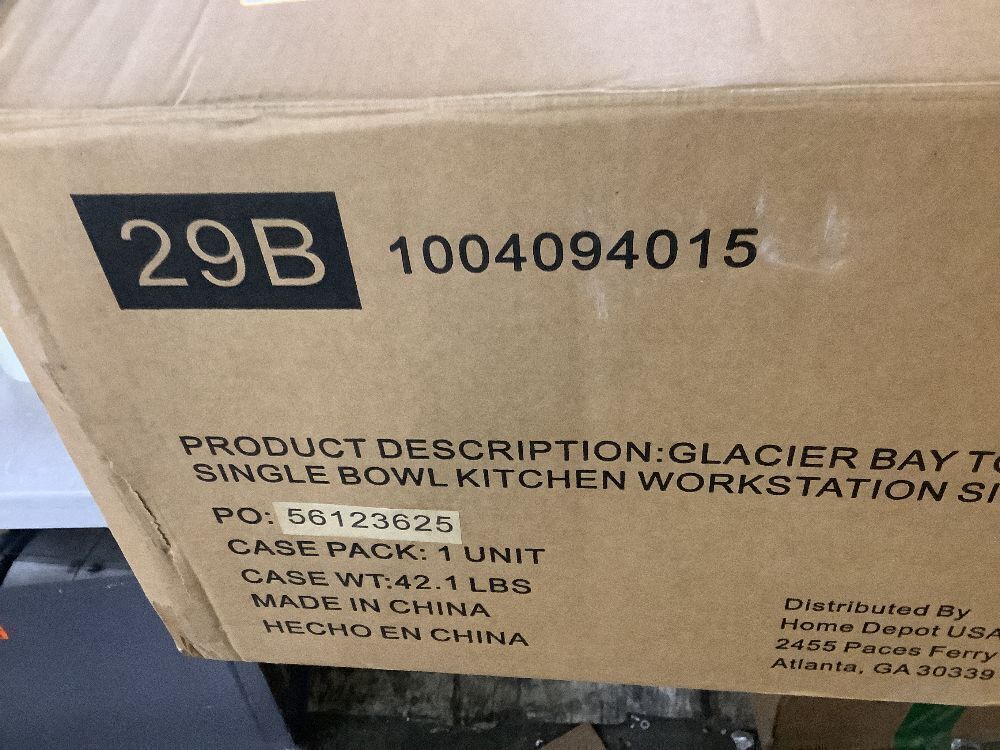 29B 1004094015
PRODUCT DESCRIPTION:GLACIER BAY
SINGLE BOWL KITCHEN WORKSTATION
PO: 56123625
CASE PACK: 1 UNIT
CASE WT:42.1 LBS
MADE IN CHINA
HECHO EN CHINA
Distributed By
Home Depot USA
2455 Paces Ferry
Atlanta, GA 30339